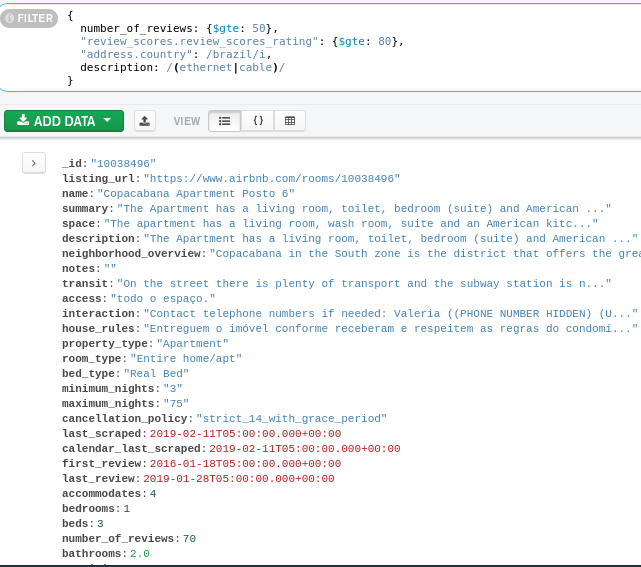 FILTER
{
number_of_reviews: {$gte: 50},
"review_scores.review_scores_rating": {$gte: 80},
"address.country": /brazil/i,
description: /(ethernet|cable)/
}
ADD DATA VIEW {}
_id: "10038496"
listing_url: "https://www.airbnb.com/rooms/10038496"
name: "Copacabana Apartment Posto 6"
summary: "The Apartment has a living room, toilet, bedroom (suite) and American ..."
space: "The apartment has a living room, wash room, suite and an American kitc..."
description: "The Apartment has a living room, toilet, bedroom (suite) and American ..."
neighborhood_overview: "Copacabana in the South zone is the district that offers the
notes: ""
transit: "On the street there is plenty of transport and the subway station is n..."
access: "todo o espaço."
interaction: "Contact telephone numbers if needed: Valeria ((PHONE NUMBER HIDDEN) (U..."
house_rules: "Entreguem o imóvel conforme receberam e respeitem as regras do condomí..."
property_type: "Apartment"
room_type: "Entire home/apt"
bed_type: "Real Bed"
minimum_nights: "3"
maximum_nights: "75"
cancellation_policy: "strict_14_with_grace_period"
last_scraped: 2019-02-11T05:00:00.000+00:00
calendar_last_scraped: 2019-02-11T05:00:00.000+00:00
first_review: 2016-01-18T05:00:00.000+00:00
last_review: 2019-01-28T05:00:00.000+00:00
accommodates: 4
bedrooms: 1
beds: 3
number_of_reviews: 70
bathrooms: 2.0